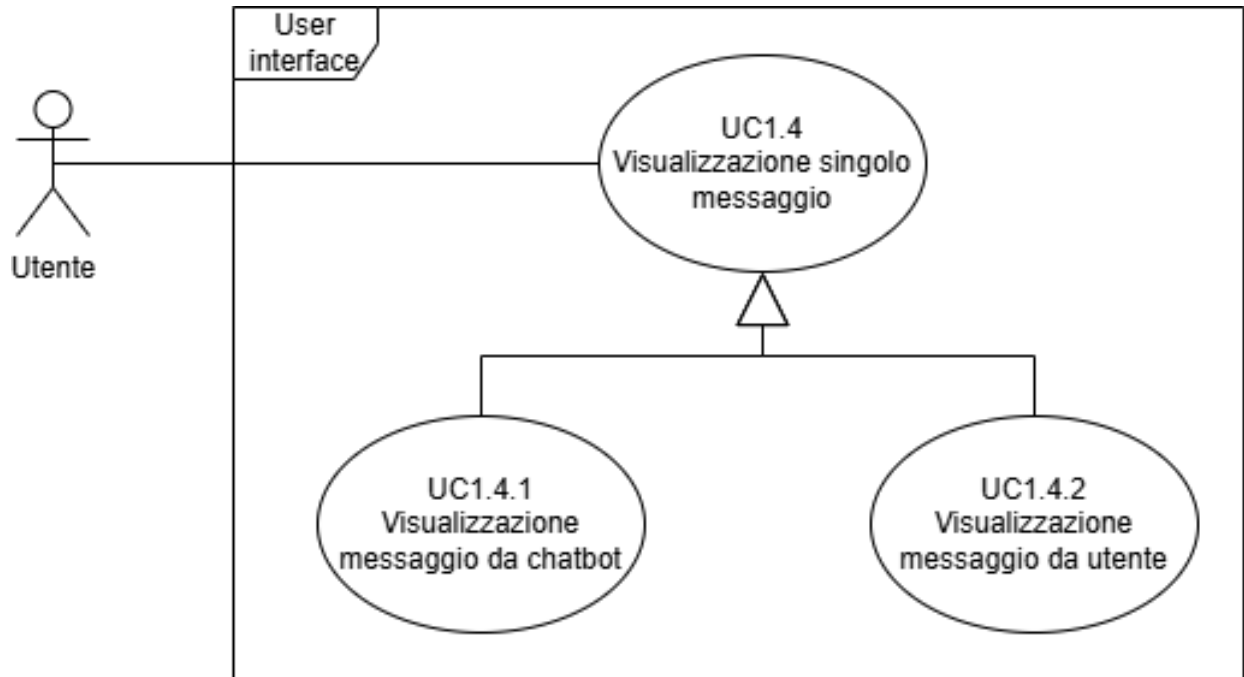 User
interface
UC1.4
Visualizzazione singolo
messaggio
Utente
UC1.4.1
Visualizzazione
messaggio da chatbot
UC1.4.2
Visualizzazione
messaggio da utente